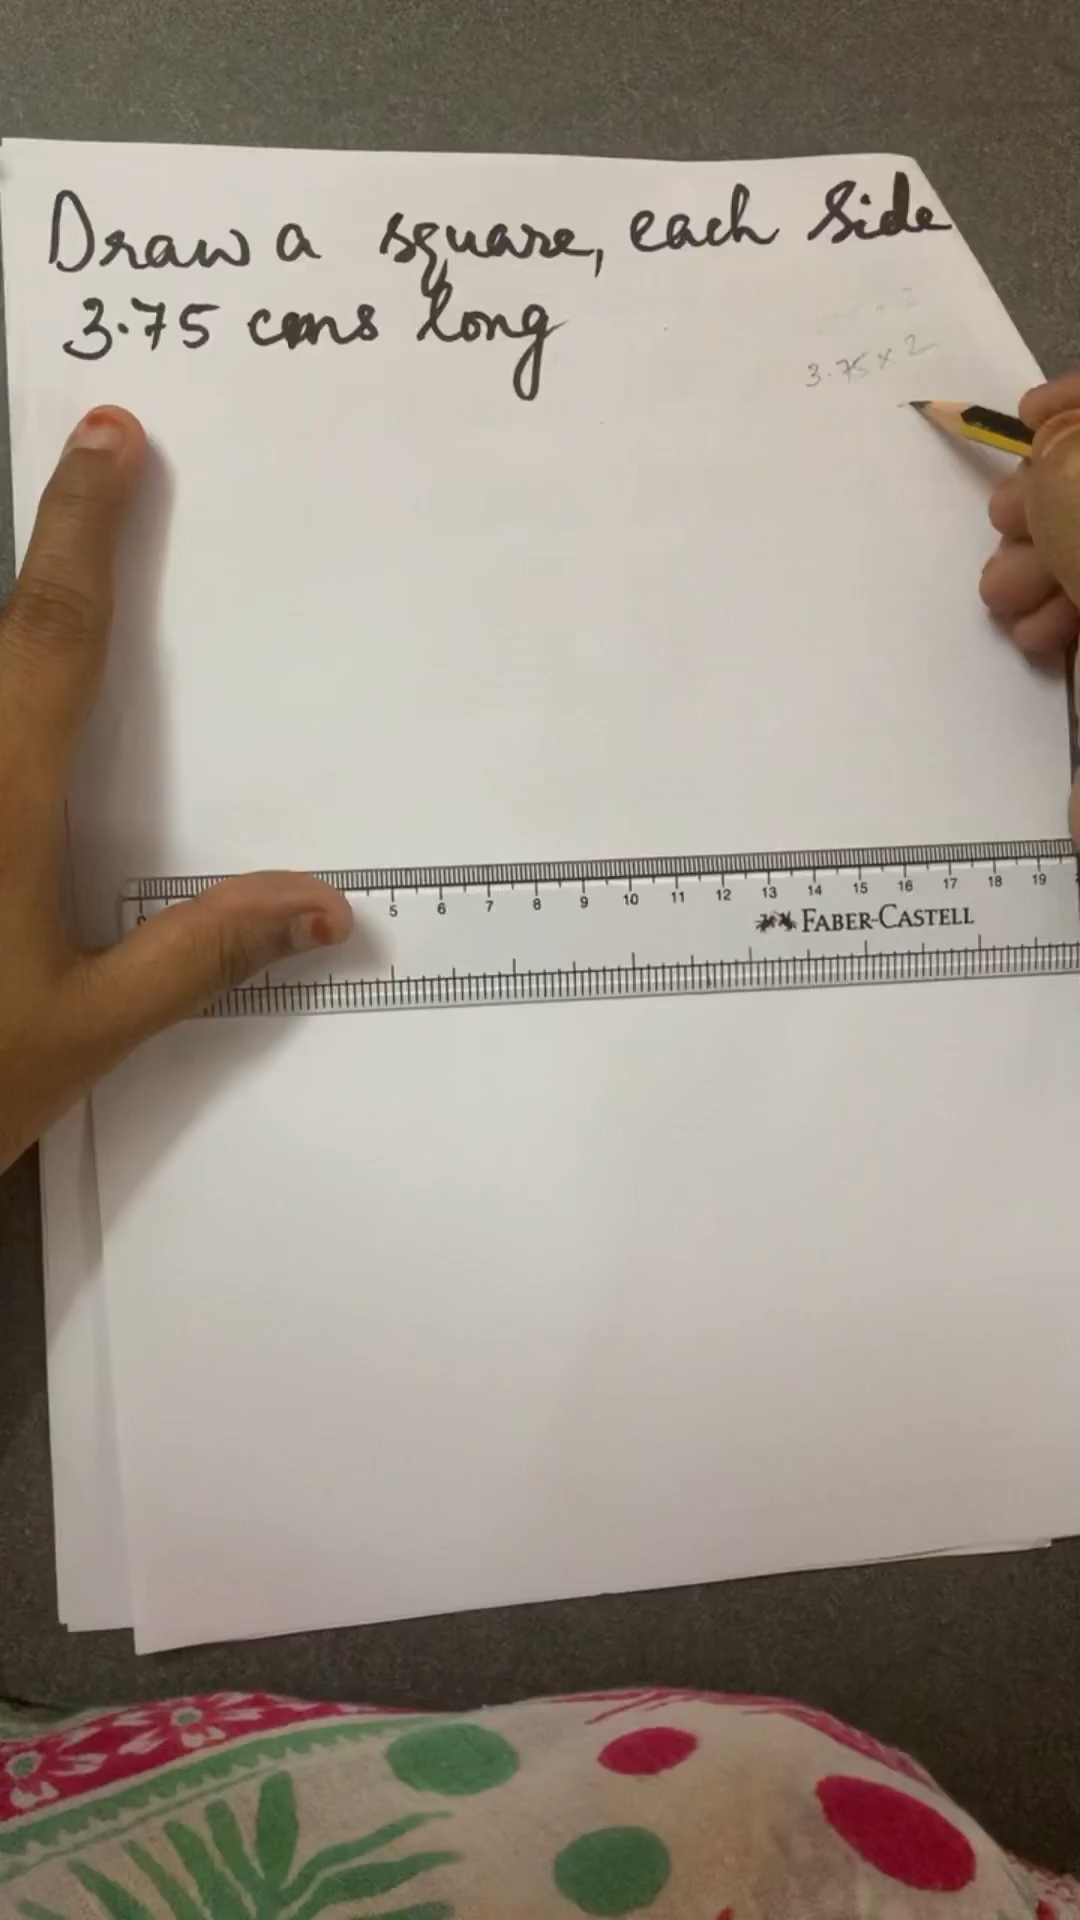 Draw a square, each side
3.75 cms long
3.75 x 2
5 6 7 8 9 10 11 12 13 14 15 16 17 18 19
FABER-CASTELL